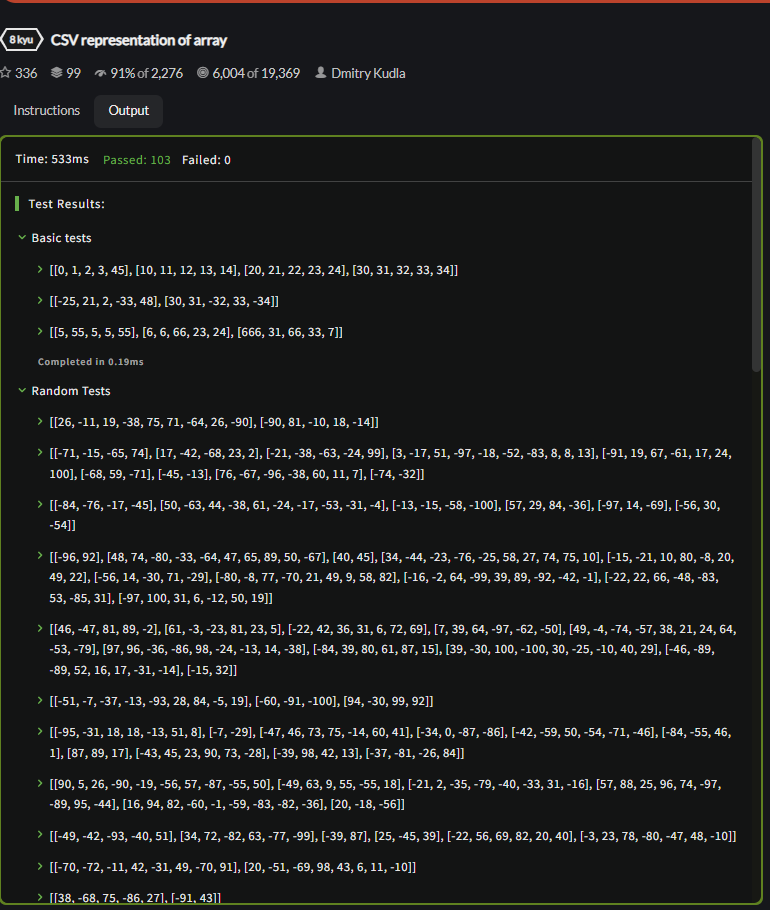 8 kyu CSV representation of array
336 99 91% of 2,276 6,004 of 19,369 Dmitry Kudla
Instructions Output
Time: 533ms Passed: 103 Failed: 0
Test Results:
Basic tests
[[0, 1, 2, 3, 45], [10, 11, 12, 13, 14], [20, 21, 22, 23, 24], [30, 31, 32, 33, 34]]
[[-25, 21, 2, -33, 48], [30, 31, -32, 33, -34]]
[[5, 55, 5, 5, 55], [6, 6, 66, 23, 24], [666, 31, 66, 33, 7]]
Completed in 0.19ms
Random Tests
[[26, -11, 19, -38, 75, 71, -64, 26, -90], [-90, 81, -10, 18, -14]]
[[-71, -15, -65, 74], [17, -42, -68, 23, 2], [-21, -38, -63, -24, 99], [3, -17, 51, -97, -18, -52, -83, 8, 8, 13], [-91, 19, 67, -61, 17, 24,
100], [-68, 59, -71], [-45, -13], [76, -67, -96, -38, 60, 11, 7], [-74, -32]]
[[-84, -76, -17, -45], [50, -63, 44, -38, 61, -24, -17, -53, -31, -4], [-13, -15, -58, -100], [57, 29, 84, -36], [-97, 14, -69], [-56, 30,
-54]]
[[-96, 92], [48, 74, -80, -33, -64, 47, 65, 89, 50, -67], [40, 45], [34, -44, -23, -76, -25, 58, 27, 74, 75, 10], [-15, -21, 10, 80, -8, 20,
49, 22], [-56, 14, -30, 71, -29], [-80, -8, 77, -70, 21, 49, 9, 58, 82], [-16, -2, 64, -99, 39, 89, -92, -42, -1], [-22, 22, 66, -48, -83,
53, -85, 31], [-97, 100, 31, 6, -12, 50, 19]]
[[46, -47, 81, 89, -2], [61, -3, -23, 81, 23, 5], [-22, 42, 36, 31, 6, 72, 69], [7, 39, 64, -97, -62, -50], [49, -4, -74, -57, 38, 21, 24, 64,
-53, -79], [97, 96, -36, -86, 98, -24, -13, 14, -38], [-84, 39, 80, 61, 87, 15], [39, -30, 100, -100, 30, -25, -10, 40, 29], [-46, -89,
-89, 52, 16, 17, -31, -14], [-15, 32]]
[[-51, -7, -37, -13, -93, 28, 84, -5, 19], [-60, -91, -100], [94, -30, 99, 92]]
[[-95, -31, 18, 18, -13, 51, 8], [-7, -29], [-47, 46, 73, 75, -14, 60, 41], [-34, 0, -87, -86], [-42, -59, 50, -54, -71, -46], [-84, -55, 46,
1], [87, 89, 17], [-43, 45, 23, 90, 73, -28], [-39, 98, 42, 13], [-37, -81, -26, 84]]
[[90, 5, 26, -90, -19, -56, 57, -87, -55, 50], [-49, 63, 9, 55, -55, 18], [-21, 2, -35, -79, -40, -33, 31, -16], [57, 88, 25, 96, 74, -97,
-89, 95, -44], [16, 94, 82, -60, -1, -59, -83, -82, -36], [20, -18, -56]]
[[-49, -42, -93, -40, 51], [34, 72, -82, 63, -77, -99], [-39, 87], [25, -45, 39], [-22, 56, 69, 82, 20, 40], [-3, 23, 78, -80, -47, 48, -10]]
[[-70, -72, -11, 42, -31, 49, -70, 91], [20, -51, -69, 98, 43, 6, 11, -10]]
[[38, -68, 75, -86, 27], [-91, 43]]